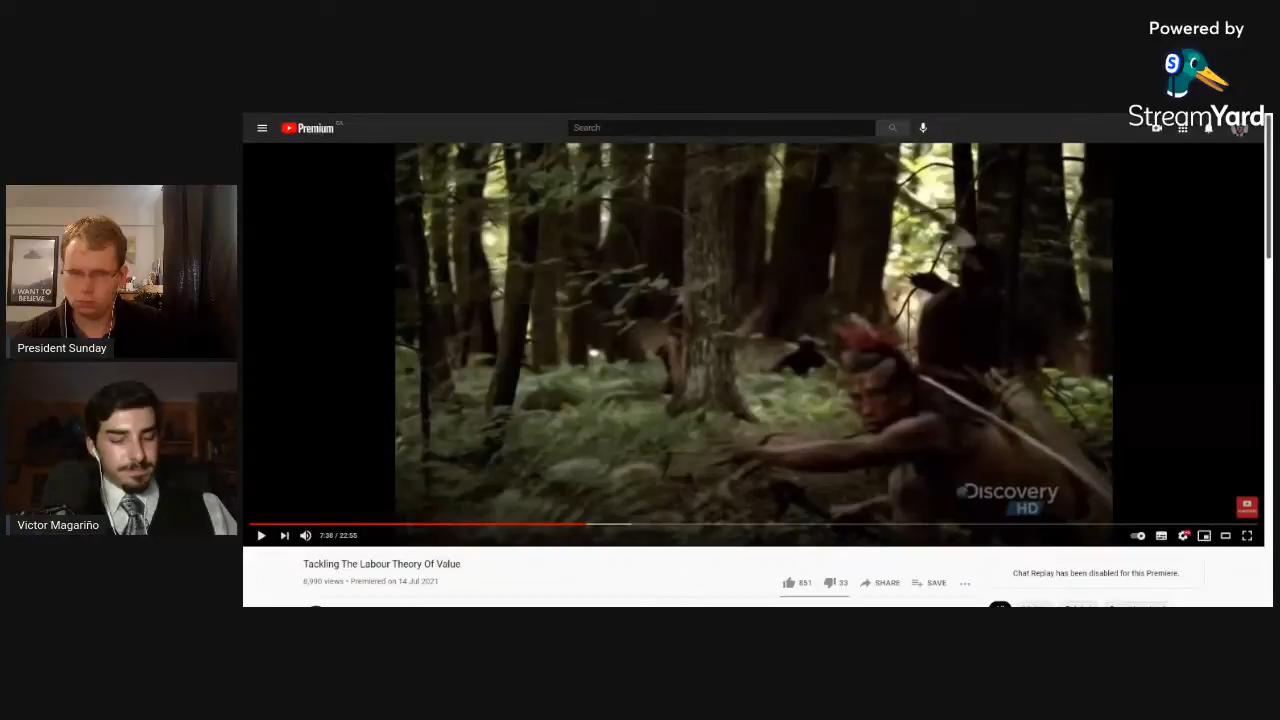 Powered by
StreamYard
Premium
CA
Search
I WANT TO
BELIEVE
President Sunday
Victor Magariño
Discovery
HD
7:38 / 22:55
Tackling The Labour Theory Of Value
6,990 views • Premiered on 14 Jul 2021
851
33
SHARE
SAVE
Chat Replay has been disabled for this Premiere.